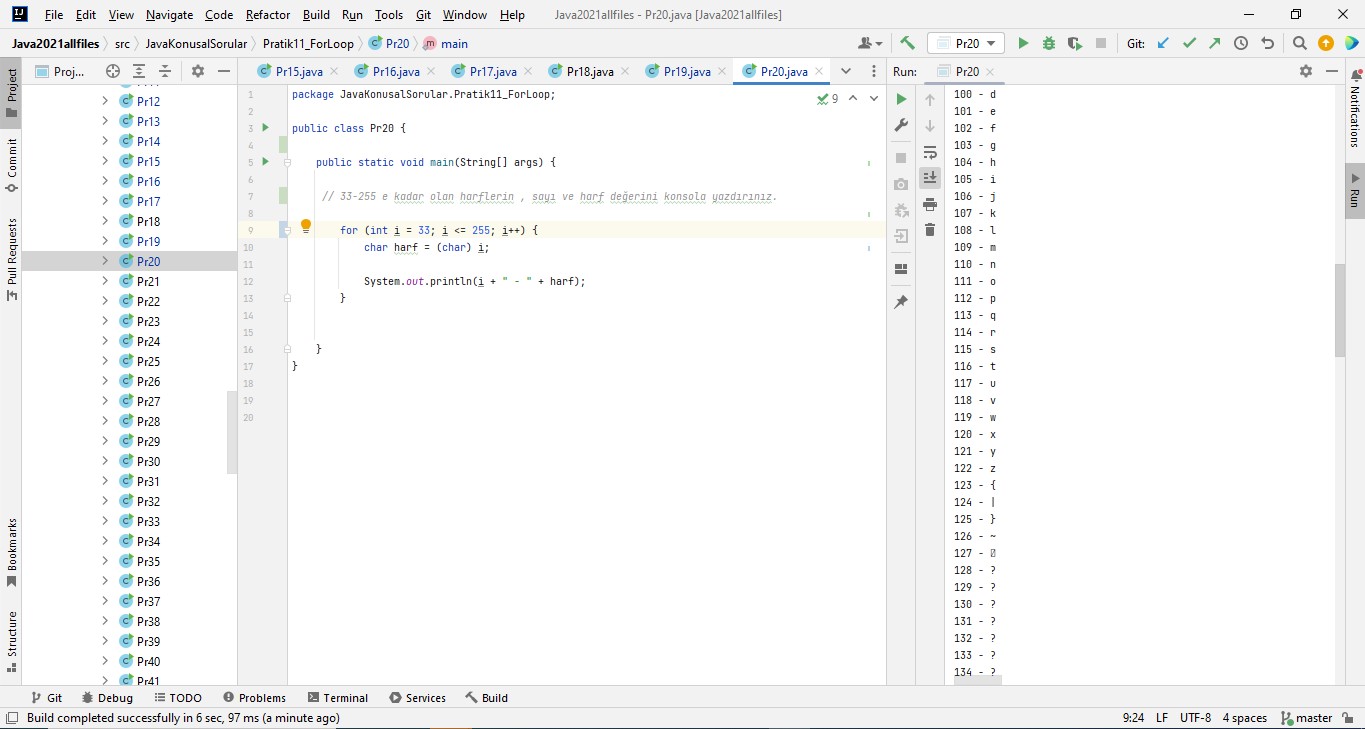 File Edit View Navigate Code Refactor Build Run Tools Git Window Help Java2021allfiles - Pr20.java [Java2021allfiles]
Java2021allfiles src JavaKonusalSorular Pratik11_ForLoop Pr20 main Pr20 Git:
Project
Commit
Pull Requests
Bookmarks
Structure
Proj...
Pr12
Pr13
Pr14
Pr15
Pr16
Pr17
Pr18
Pr19
Pr20
Pr21
Pr22
Pr23
Pr24
Pr25
Pr26
Pr27
Pr28
Pr29
Pr30
Pr31
Pr32
Pr33
Pr34
Pr35
Pr36
Pr37
Pr38
Pr39
Pr40
Pr41
Pr15.java Pr16.java Pr17.java Pr18.java Pr19.java Pr20.java
9
1 package JavaKonusalSorular.Pratik11_ForLoop;
2
3 public class Pr20 {
4
5 public static void main(String[] args) {
6
7 // 33-255 e kadar olan harflerin , sayı ve harf değerini konsola yazdırınız.
8
9 for (int i = 33; i <= 255; i++) {
10 char harf = (char) i;
11
12 System.out.println(i + " - " + harf);
13 }
14
15
16 }
17 }
18
19
20
Run: Pr20
100 - d
101 - e
102 - f
103 - g
104 - h
105 - i
106 - j
107 - k
108 - l
109 - m
110 - n
111 - o
112 - p
113 - q
114 - r
115 - s
116 - t
117 - u
118 - v
119 - w
120 - x
121 - y
122 - z
123 - {
124 - |
125 - }
126 - ~
127 -
128 - ?
129 - ?
130 - ?
131 - ?
132 - ?
133 - ?
134 - ?
Notifications
Run
Git Debug TODO Problems Terminal Services Build
Build completed successfully in 6 sec, 97 ms (a minute ago) 9:24 LF UTF-8 4 spaces master